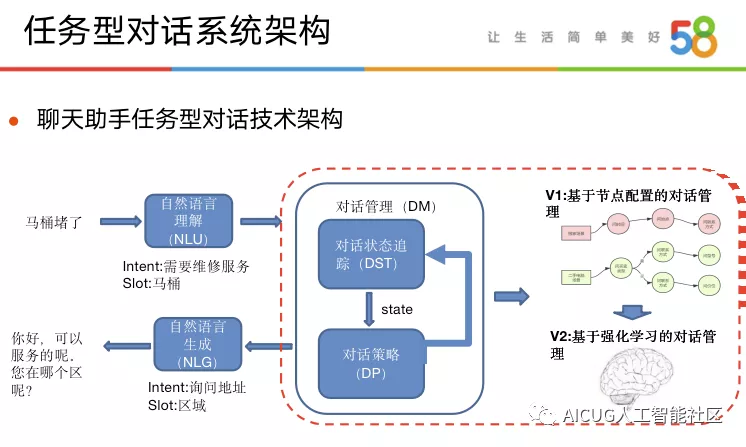 任务型对话系统架构
让生活简单美好
58
聊天助手任务型对话技术架构
马桶堵了
自然语言
理解
（NLU）
Intent:需要维修服务
Slot:马桶
你好，可以
服务的呢.
您在哪个区
呢?
自然语言
生成
(NLG)
Intent:询问地址
Slot:区域
对话管理（DM）
对话状态追
踪（DST）
state
对话策略
（DP）
V1:基于节点配置的对话管
理
V2:基于强化学习的对话管
理
AICUG人工智能社区